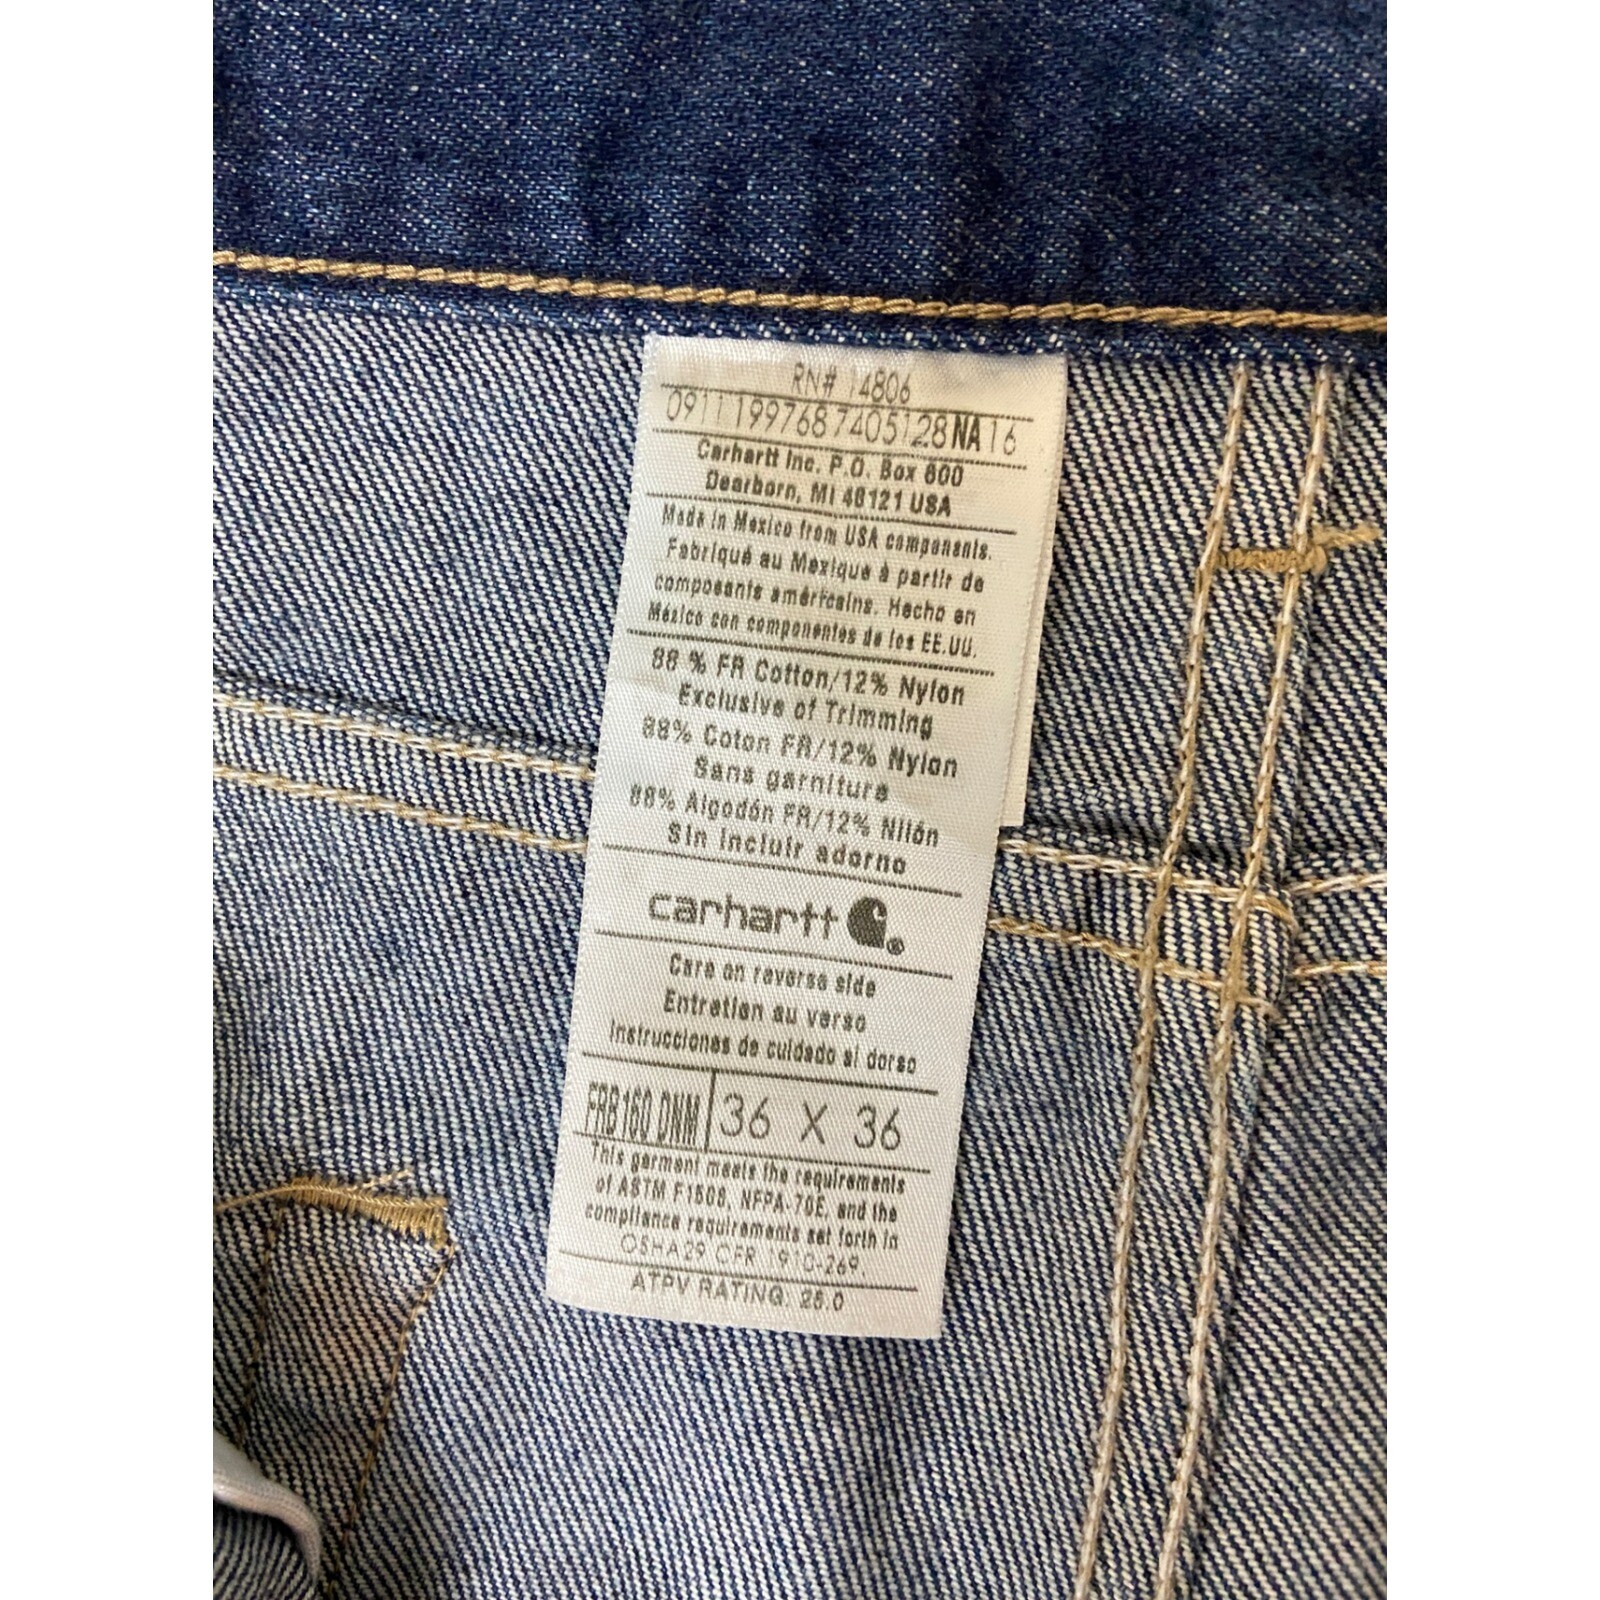 RN# 14806
09111997687405128NA16
Carhartt Inc. P.O. Box 600
Dearborn, MI 48121 USA
Made in Mexico from USA components.
Fabriqué au Mexique à partir de
composants américains. Hecho en
México con componentes de los EE.UU.
88 % FR Cotton/12% Nylon
Exclusive of Trimming
88% Coton FR/12% Nylon
Sans garniture
88% Algodón FR/12% Nilón
Sin incluir adorno
carhartt ®
Care on reverse side
Entretien au verso
Instrucciones de cuidado al dorso
FRB160 DNM 36 X 36
This garment meets the requirements
of ASTM F1506, NFPA-70E, and the
compliance requirements set forth in
OSHA 29 CFR 1910-269.
ATPV RATING: 25.0